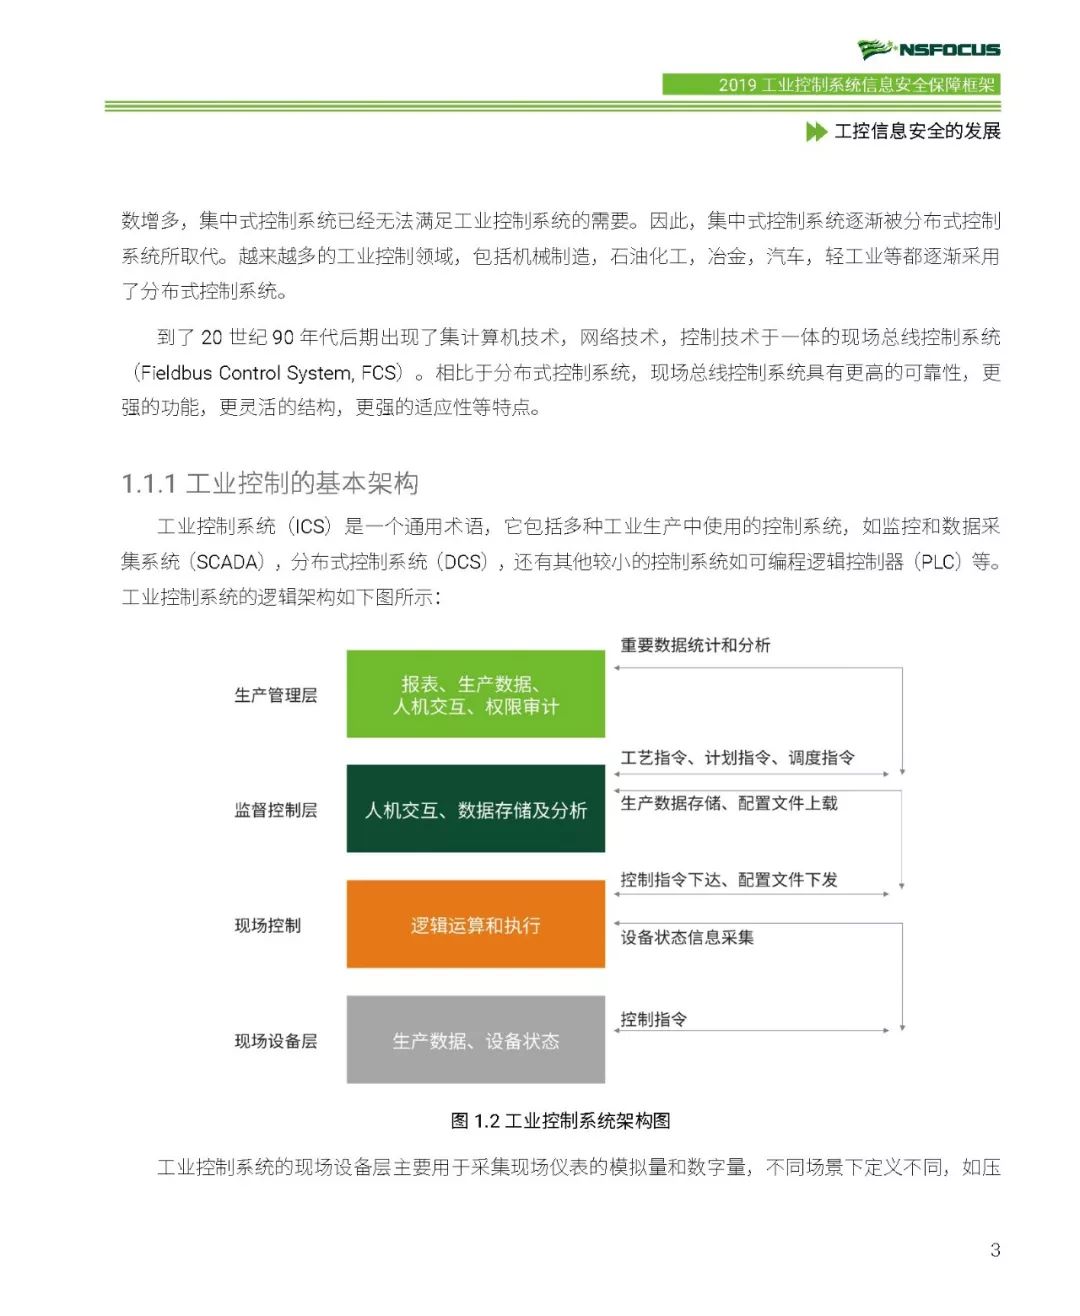 NSFOCUS
2019 工业控制系统信息安全保障框架
工控信息安全的发展
数增多，集中式控制系统已经无法满足工业控制系统的需要。因此，集中式控制系统逐渐被分布式控制
系统所取代。越来越多的工业控制领域，包括机械制造，石油化工，冶金，汽车，轻工业等都逐渐采用
了分布式控制系统。
到了 20 世纪 90 年代后期出现了集计算机技术，网络技术，控制技术于一体的现场总线控制系统
（Fieldbus Control System, FCS）。相比于分布式控制系统，现场总线控制系统具有更高的可靠性，更
强的功能，更灵活的结构，更强的适应性等特点。
1.1.1 工业控制的基本架构
工业控制系统（ICS）是一个通用术语，它包括多种工业生产中使用的控制系统，如监控和数据采
集系统（SCADA），分布式控制系统（DCS），还有其他较小的控制系统如可编程逻辑控制器（PLC）等。
工业控制系统的逻辑架构如下图所示：
重要数据统计和分析
生产管理层
报表、生产数据、
人机交互、权限审计
工艺指令、计划指令、调度指令
监督控制层
人机交互、数据存储及分析
生产数据存储、配置文件上载
控制指令下达、配置文件下发
现场控制
逻辑运算和执行
设备状态信息采集
控制指令
现场设备层
生产数据、设备状态
图 1.2 工业控制系统架构图
工业控制系统的现场设备层主要用于采集现场仪表的模拟量和数字量，不同场景下定义不同，如压
3